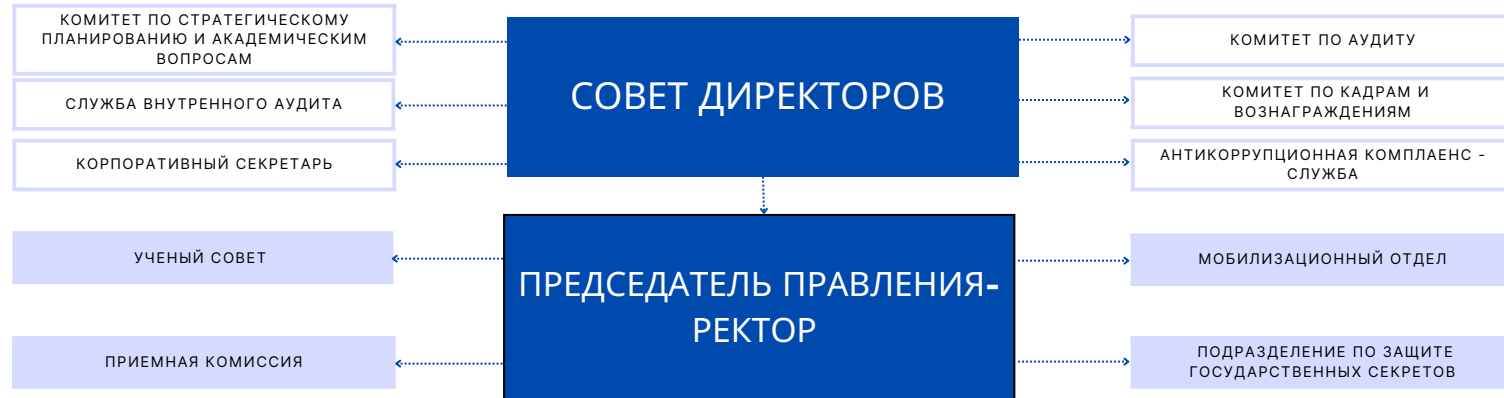 КОМИТЕТ ПО СТРАТЕГИЧЕСКОМУ
ПЛАНИРОВАНИЮ И АКАДЕМИЧЕСКИМ
ВОПРОСАМ
СЛУЖБА ВНУТРЕННОГО АУДИТА
КОРПОРАТИВНЫЙ СЕКРЕТАРЬ
СОВЕТ ДИРЕКТОРОВ
КОМИТЕТ ПО АУДИТУ
КОМИТЕТ ПО КАДРАМ И
ВОЗНАГРАЖДЕНИЯМ
АНТИКОРРУПЦИОННАЯ КОМПЛАЕНС -
СЛУЖБА
УЧЕНЫЙ СОВЕТ
ПРИЕМНАЯ КОМИССИЯ
ПРЕДСЕДАТЕЛЬ ПРАВЛЕНИЯ-
РЕКТОР
МОБИЛИЗАЦИОННЫЙ ОТДЕЛ
ПОДРАЗДЕЛЕНИЕ ПО ЗАЩИТЕ
ГОСУДАРСТВЕННЫХ СЕКРЕТОВ